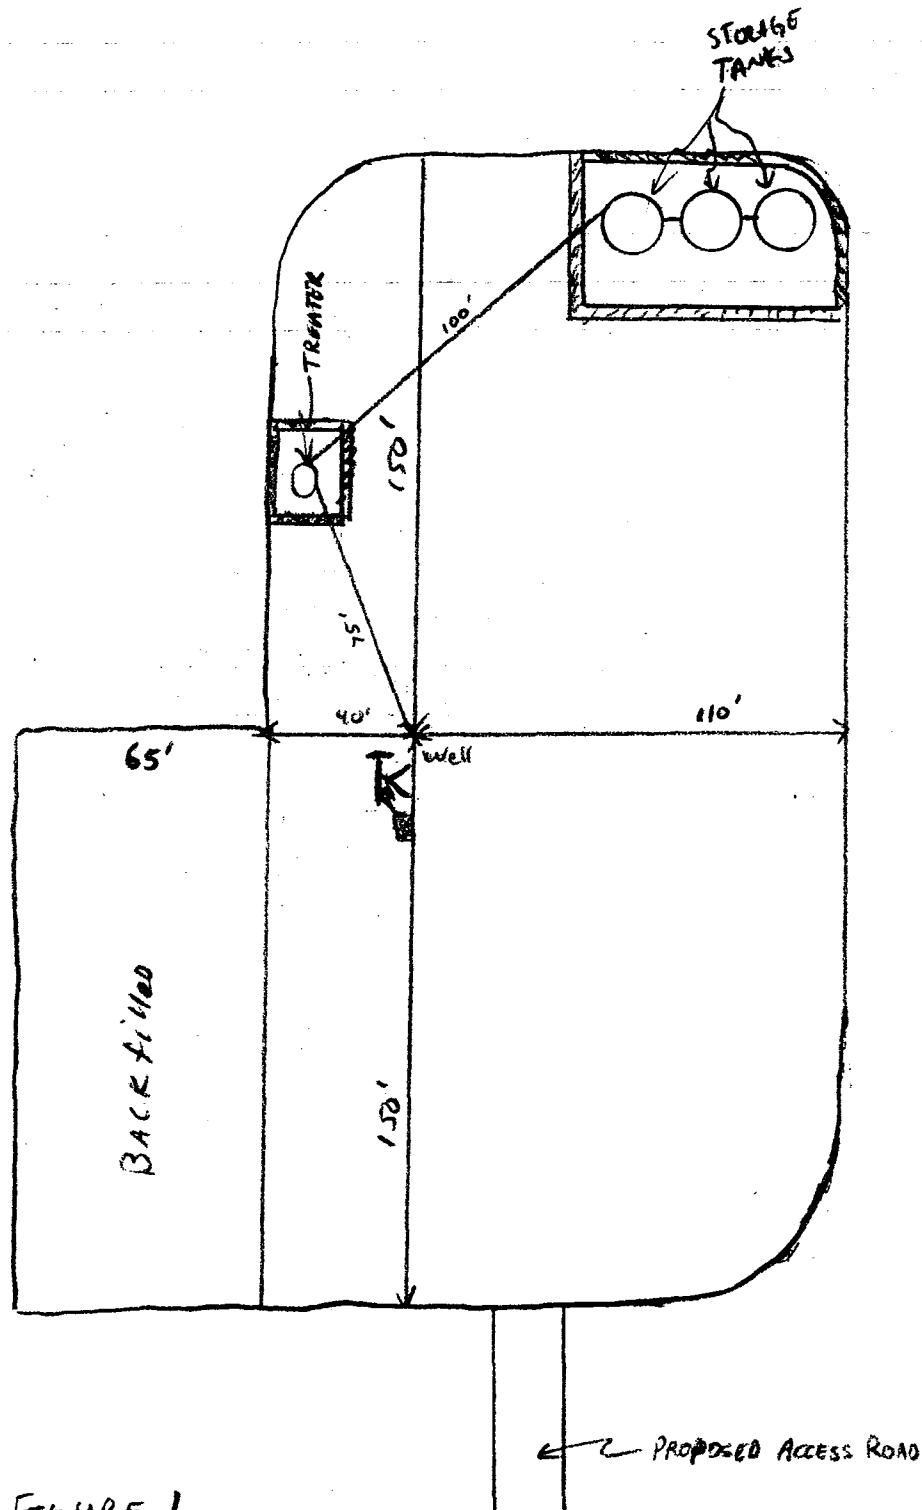 STORAGE
TANKS
TREATER
100'
150'
75'
40'
110'
65'
Well
BACKfilled
150'
PROPOSED ACCESS ROAD
FIGURE 1